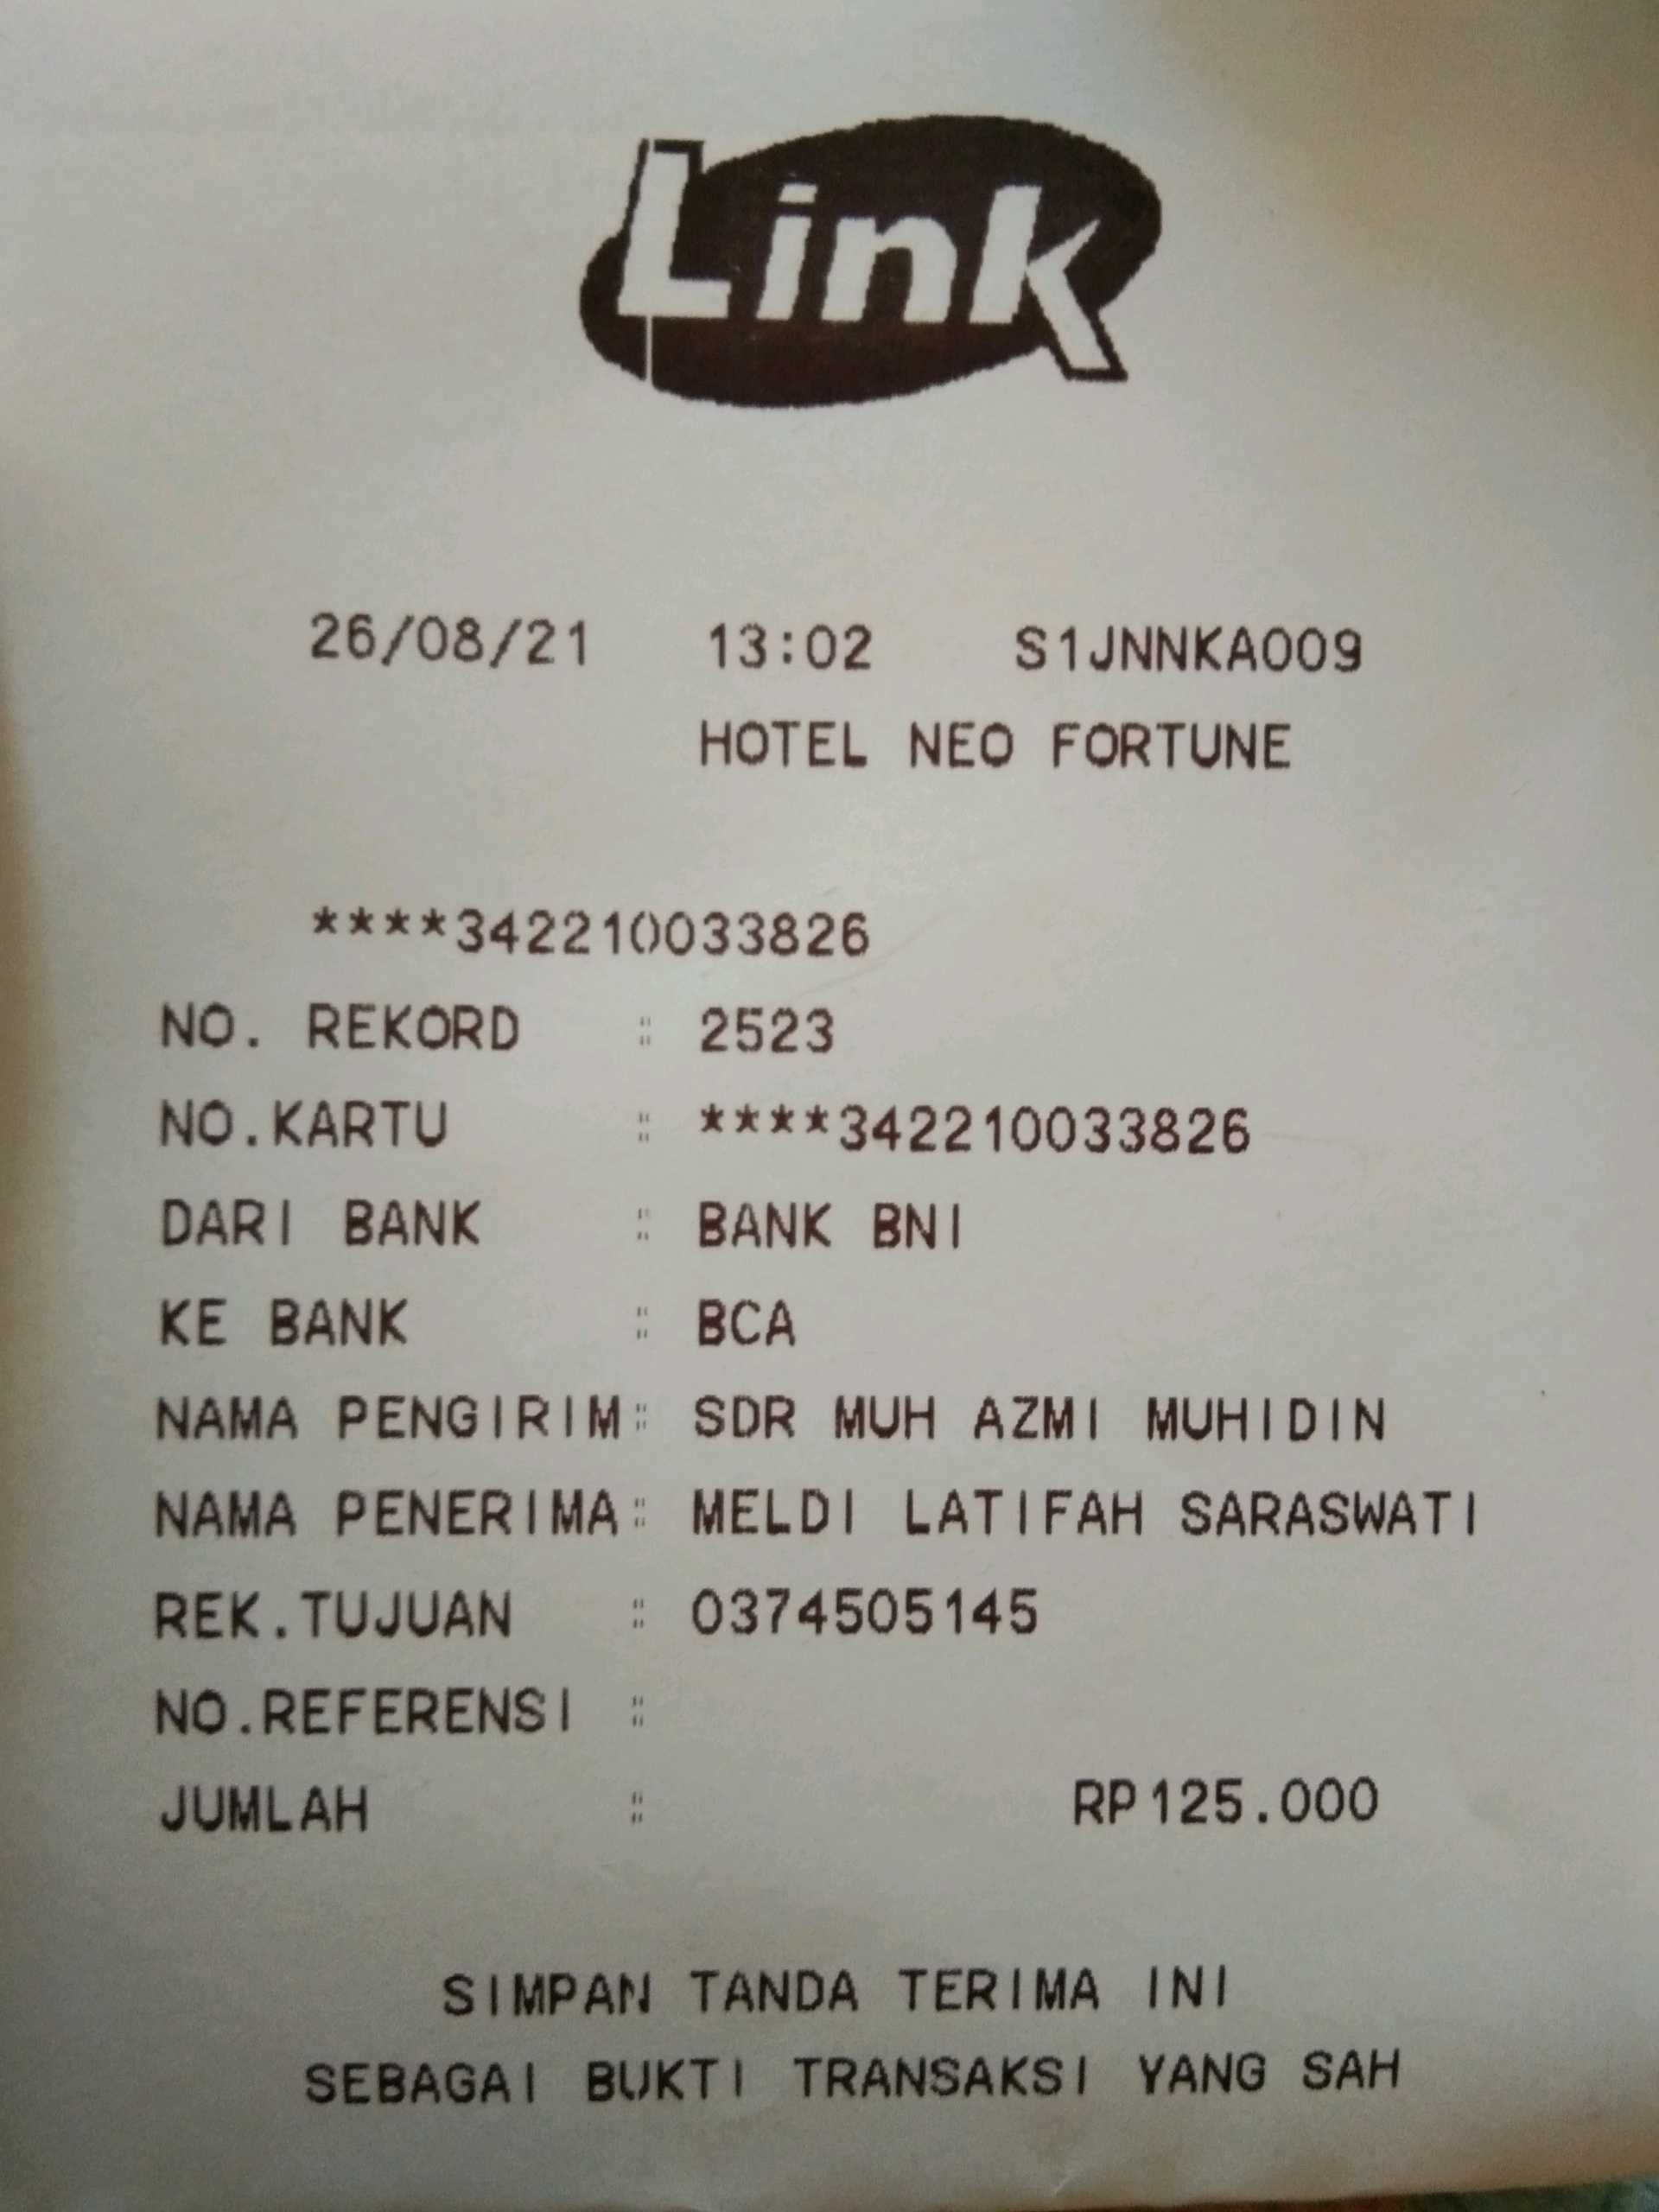 Link
26/08/21 13:02 S1JNNKA009
HOTEL NEO FORTUNE
****342210033826
NO. REKORD : 2523
NO.KARTU : ****342210033826
DARI BANK : BANK BNI
KE BANK : BCA
NAMA PENGIRIM: SDR MUH AZMI MUHIDIN
NAMA PENERIMA: MELDI LATIFAH SARASWATI
REK.TUJUAN : 0374505145
NO.REFERENSI :
JUMLAH : RP125.000
SIMPAN TANDA TERIMA INI
SEBAGAI BUKTI TRANSAKSI YANG SAH